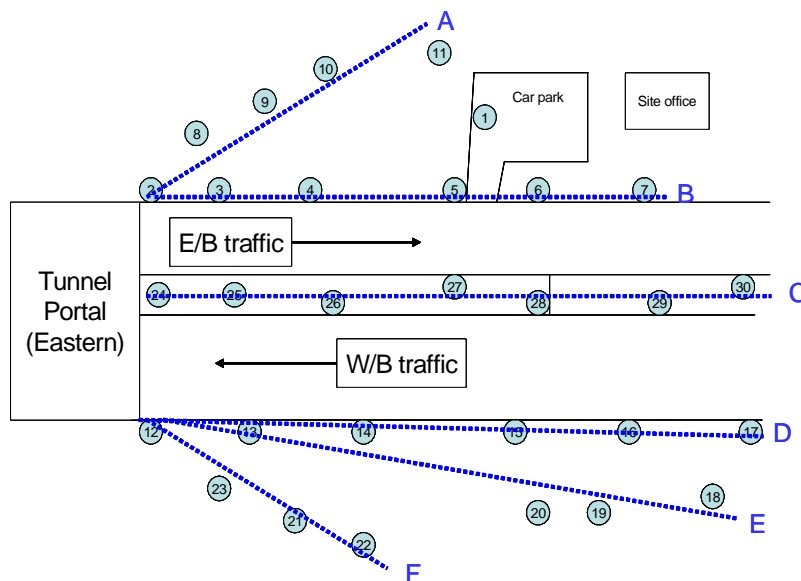 A
11
10
9
8
1
Car park
Site office
2
3
4
5
6
7
B
E/B traffic
Tunnel
Portal
(Eastern)
24
25
26
27
28
29
30
C
W/B traffic
12
13
14
15
16
17
D
23
21
22
20
19
18
E
F